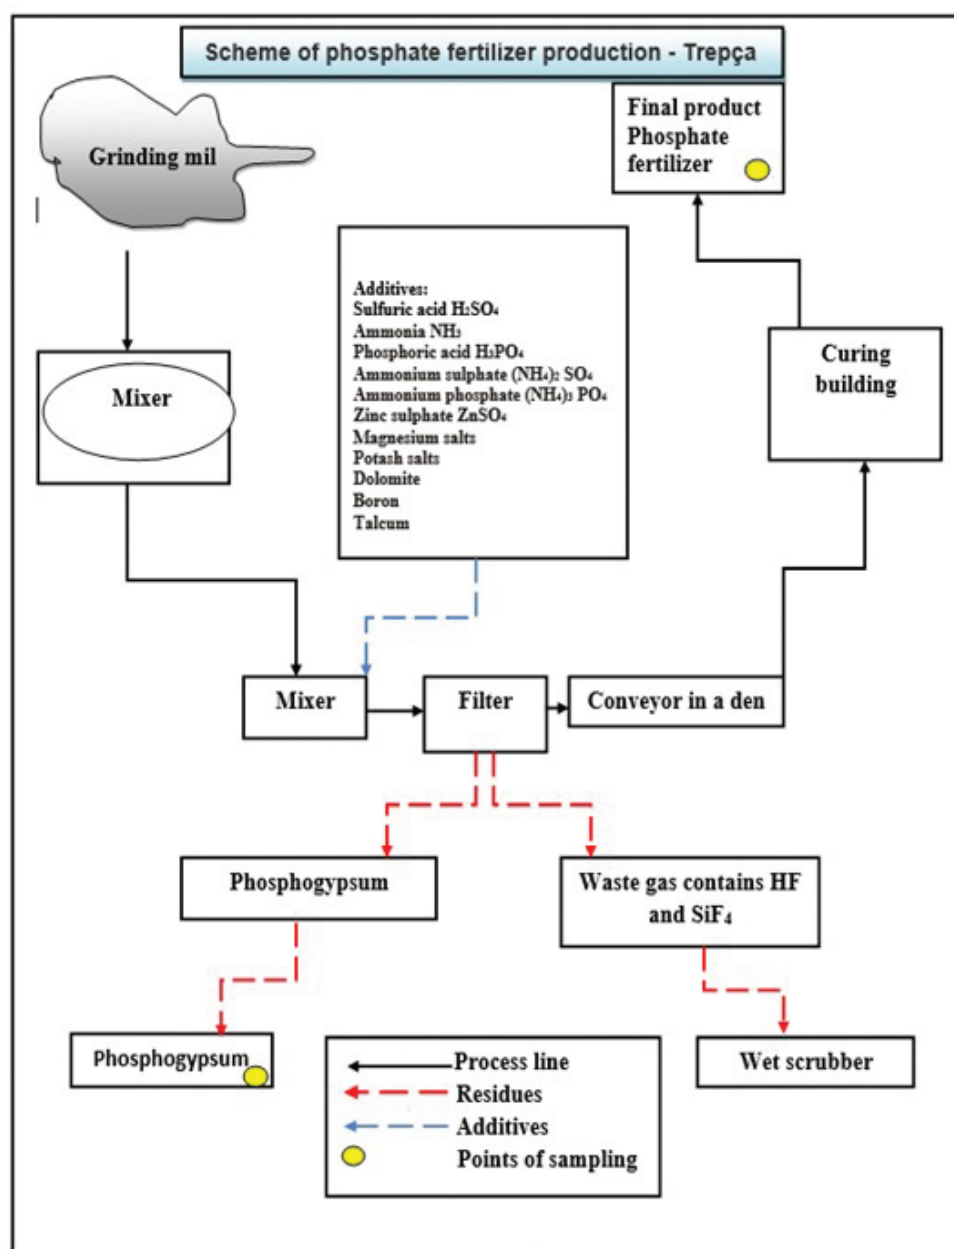 Scheme of phosphate fertilizer production - Trepça
Grinding mil
Final product
Phosphate
fertilizer
Additives:
Sulfuric acid H₂SO₄
Ammonia NH₃
Phosphoric acid H₃PO₄
Ammonium sulphate (NH₄)₂ SO₄
Ammonium phosphate (NH₄)₃ PO₄
Zinc sulphate ZnSO₄
Magnesium salts
Potash salts
Dolomite
Boron
Talcum
Mixer
Curing
building
Mixer
Filter
Conveyor in a den
Phosphogypsum
Waste gas contains HF
and SiF₄
Phosphogypsum
Wet scrubber
Process line
Residues
Additives
Points of sampling